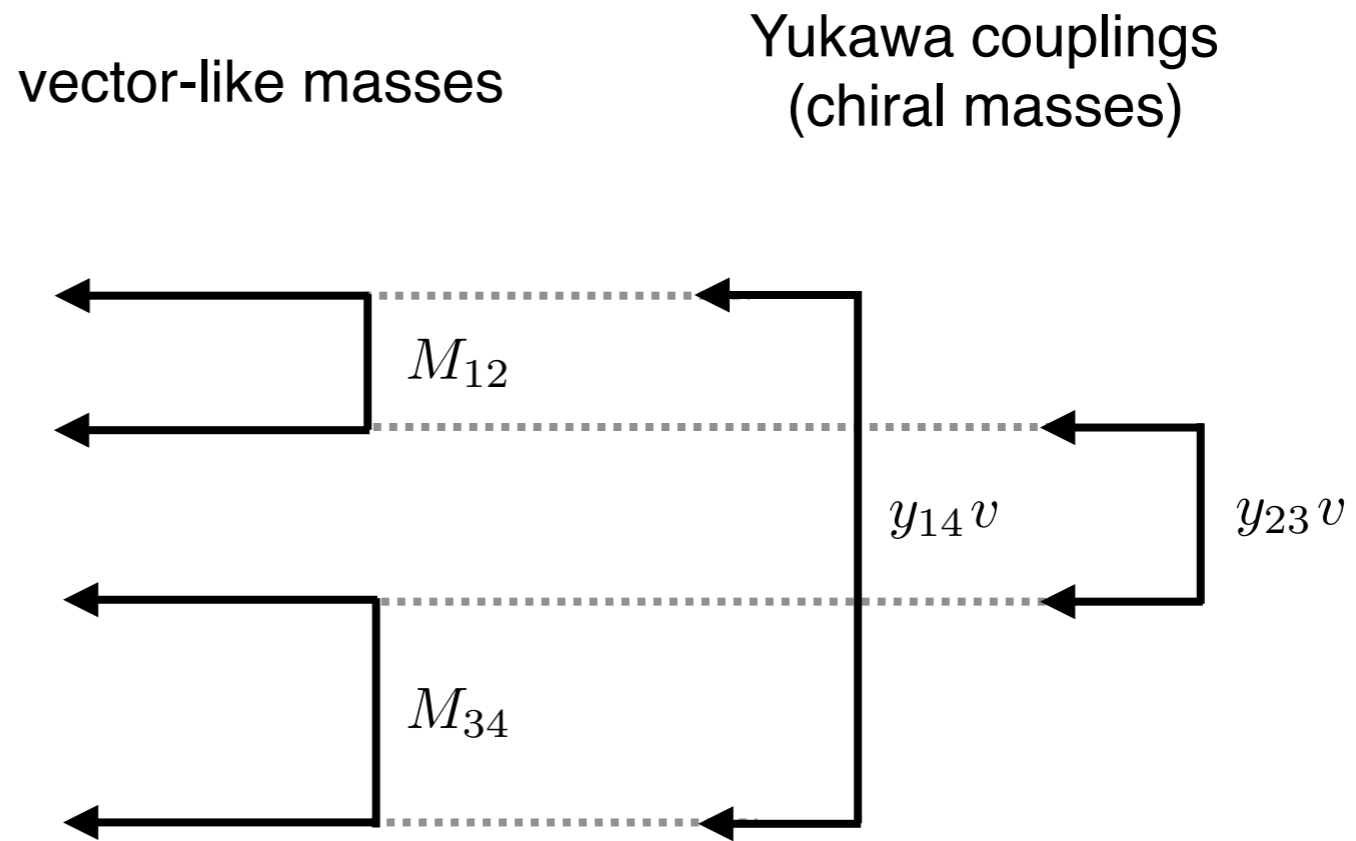 vector-like masses
Yukawa couplings
(chiral masses)
M₁₂
y₁₄v
y₂₃v
M₃₄